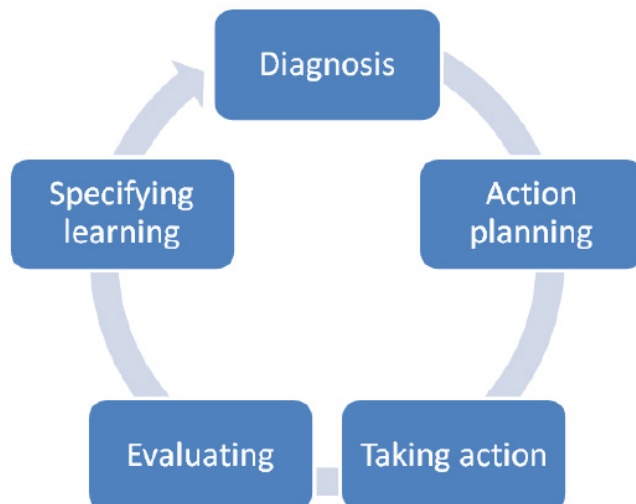 Diagnosis
Action
planning
Taking action
Evaluating
Specifying
learning